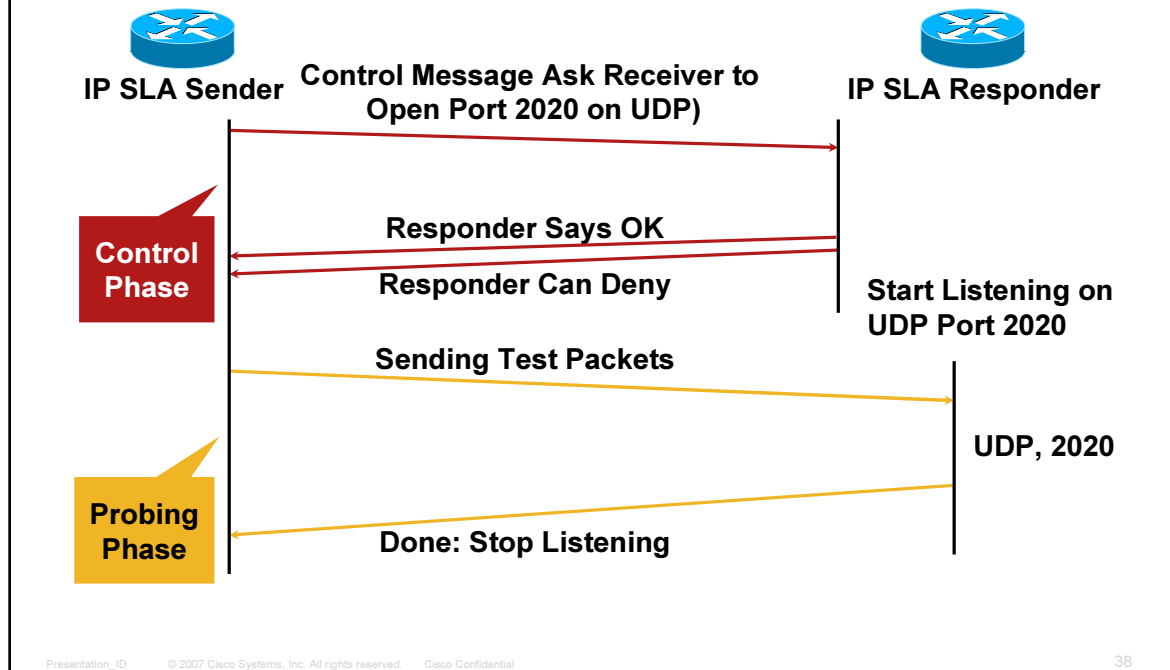 IP SLA Sender
Control Message Ask Receiver to
Open Port 2020 on UDP)
IP SLA Responder
Control
Phase
Responder Says OK
Responder Can Deny
Start Listening on
UDP Port 2020
Sending Test Packets
UDP, 2020
Probing
Phase
Done: Stop Listening
Presentation_ID © 2007 Cisco Systems, Inc. All rights reserved. Cisco Confidential 38